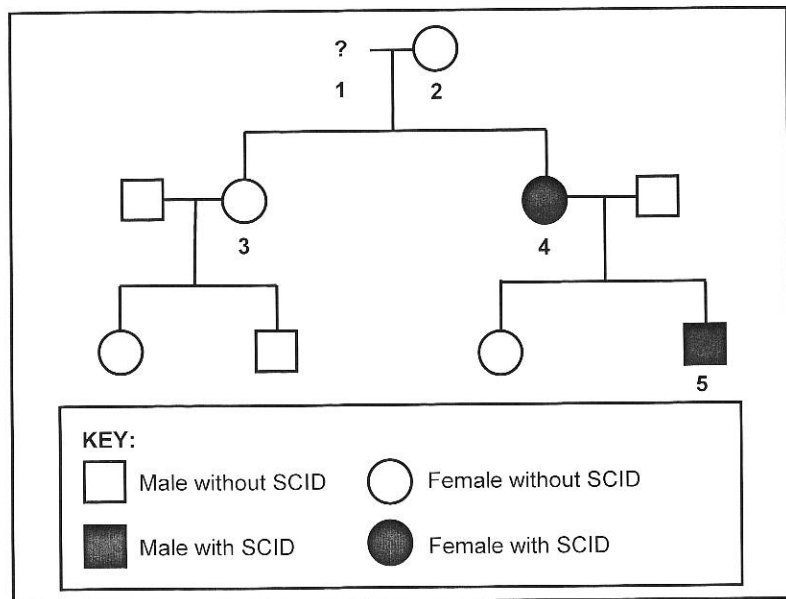 ?
1 2
3 4
5
KEY:
Male without SCID Female without SCID
Male with SCID Female with SCID